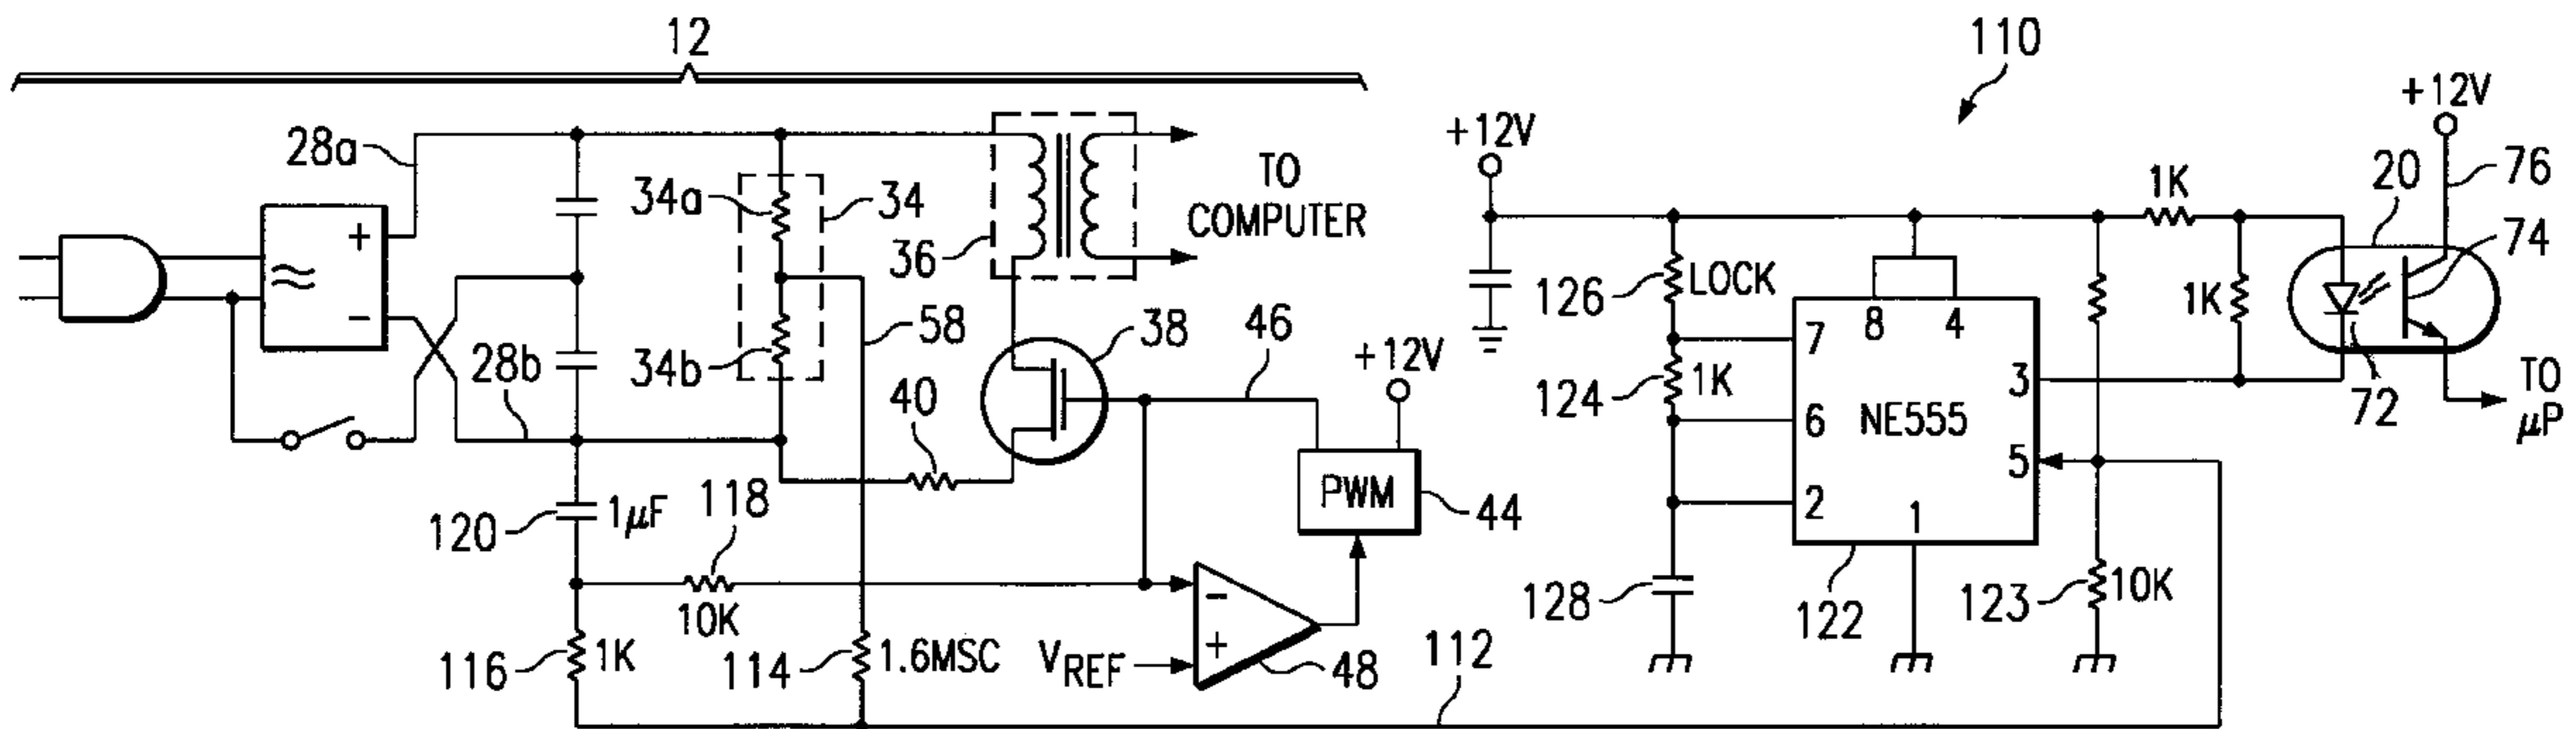 12
110
+12V
28a
+12V
20
76
1K
34a
34
TO
COMPUTER
74
+
≈
36
126
LOCK
1K
8
4
−
58
38
46
7
28b
34b
+12V
3
72
TO
μP
40
124
1K
6
NE555
5
PWM
44
2
1
120
1μF
118
−
128
122
123
10K
10K
116
1K
114
1.6MSC
VREF
+
48
112